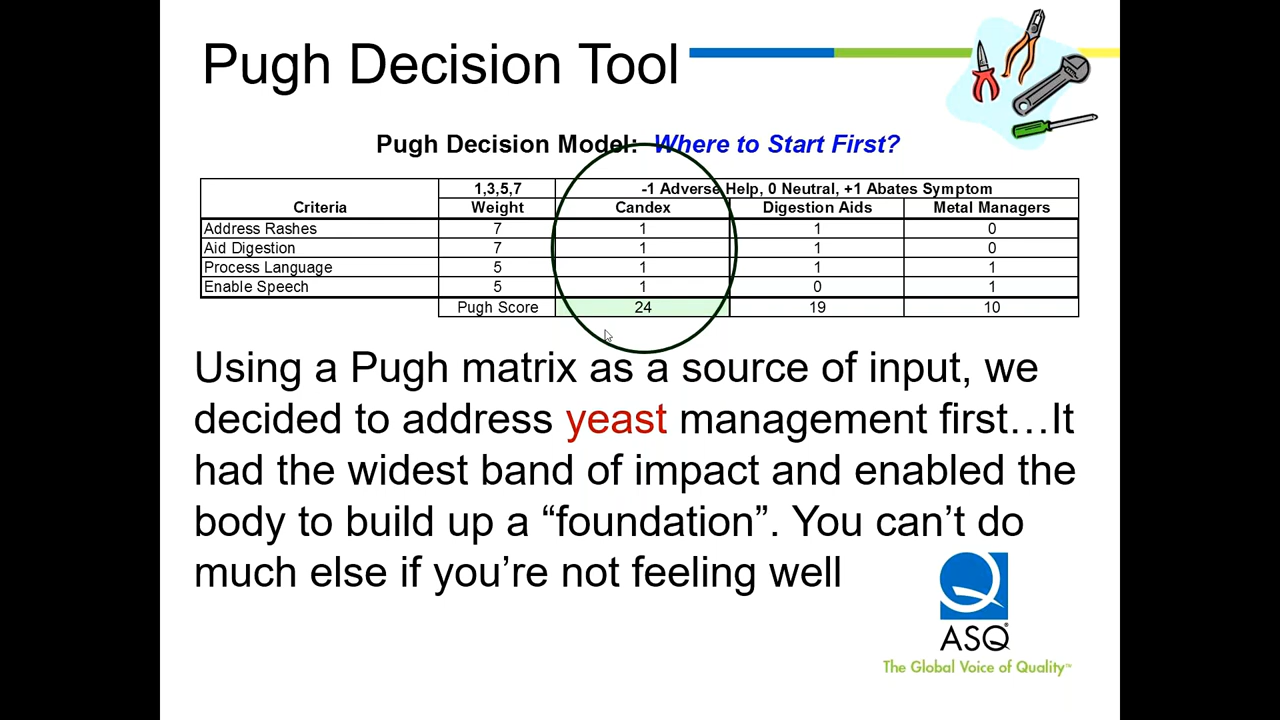 Pugh Decision Tool
Pugh Decision Model: Where to Start First?
1,3,5,7 -1 Adverse Help, 0 Neutral, +1 Abates Symptom
Criteria Weight Candex Digestion Aids Metal Managers
Address Rashes 7 1 1 0
Aid Digestion 7 1 1 0
Process Language 5 1 1 1
Enable Speech 5 1 0 1
Pugh Score 24 19 10
Using a Pugh matrix as a source of input, we
decided to address yeast management first…It
had the widest band of impact and enabled the
body to build up a “foundation”. You can’t do
much else if you’re not feeling well
ASQ®
The Global Voice of Quality™